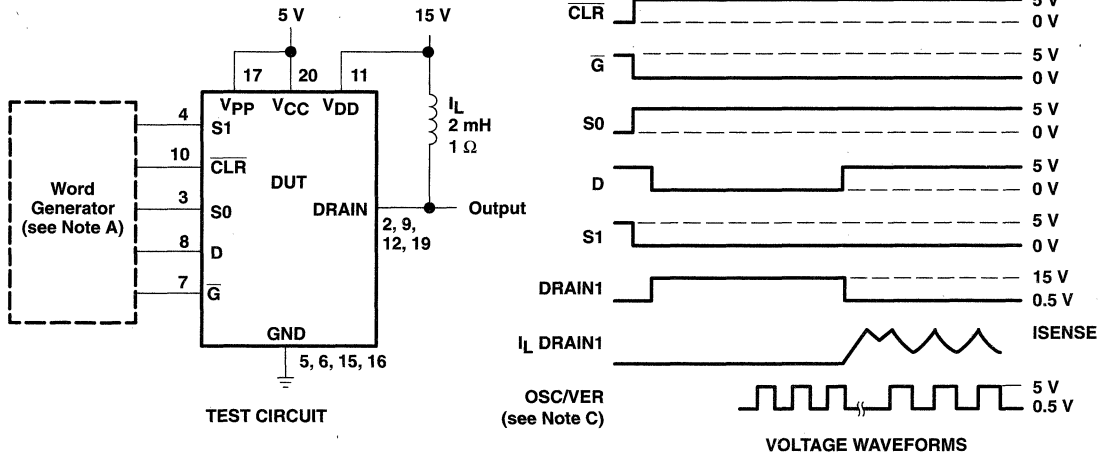 5 V
15 V
17
20
11
VPP
VCC
VDD
IL
2 mH
1 Ω
4
S1
10
C̅L̅R̅
3
S0
8
D
7
G̅
Word
Generator
(see Note A)
DUT
DRAIN
Output
2, 9,
12, 19
GND
5, 6, 15, 16
TEST CIRCUIT
C̅L̅R̅
5 V
0 V
G̅
5 V
0 V
S0
5 V
0 V
D
5 V
0 V
S1
5 V
0 V
DRAIN1
15 V
0.5 V
IL DRAIN1
ISENSE
OSC/VER
(see Note C)
5 V
0.5 V
VOLTAGE WAVEFORMS